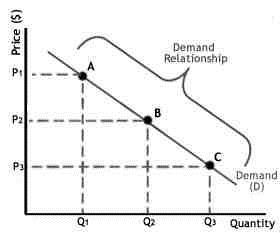 Price ($)
Demand
Relationship
P1
A
P2
B
P3
C
Demand
(D)
Q1
Q2
Q3
Quantity